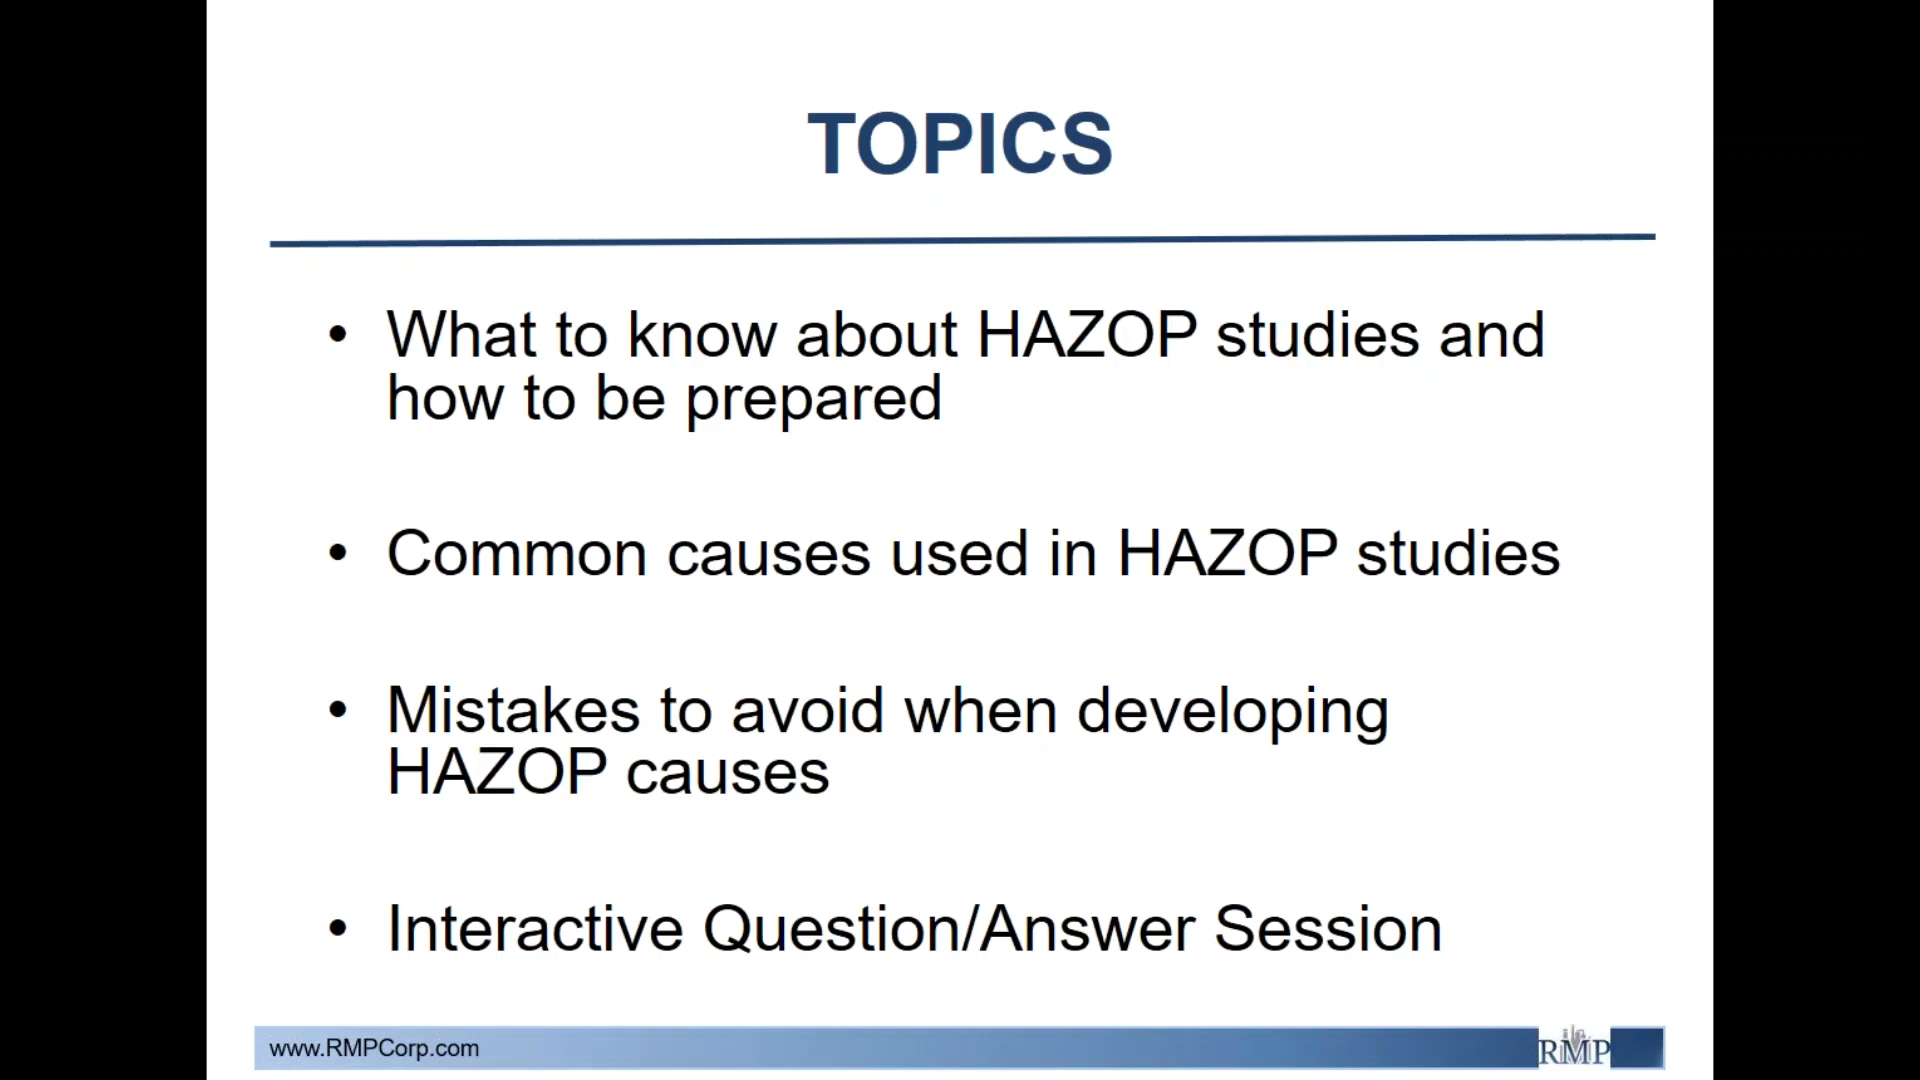 TOPICS
• What to know about HAZOP studies and
how to be prepared
• Common causes used in HAZOP studies
• Mistakes to avoid when developing
HAZOP causes
• Interactive Question/Answer Session
www.RMPCorp.com
RMP